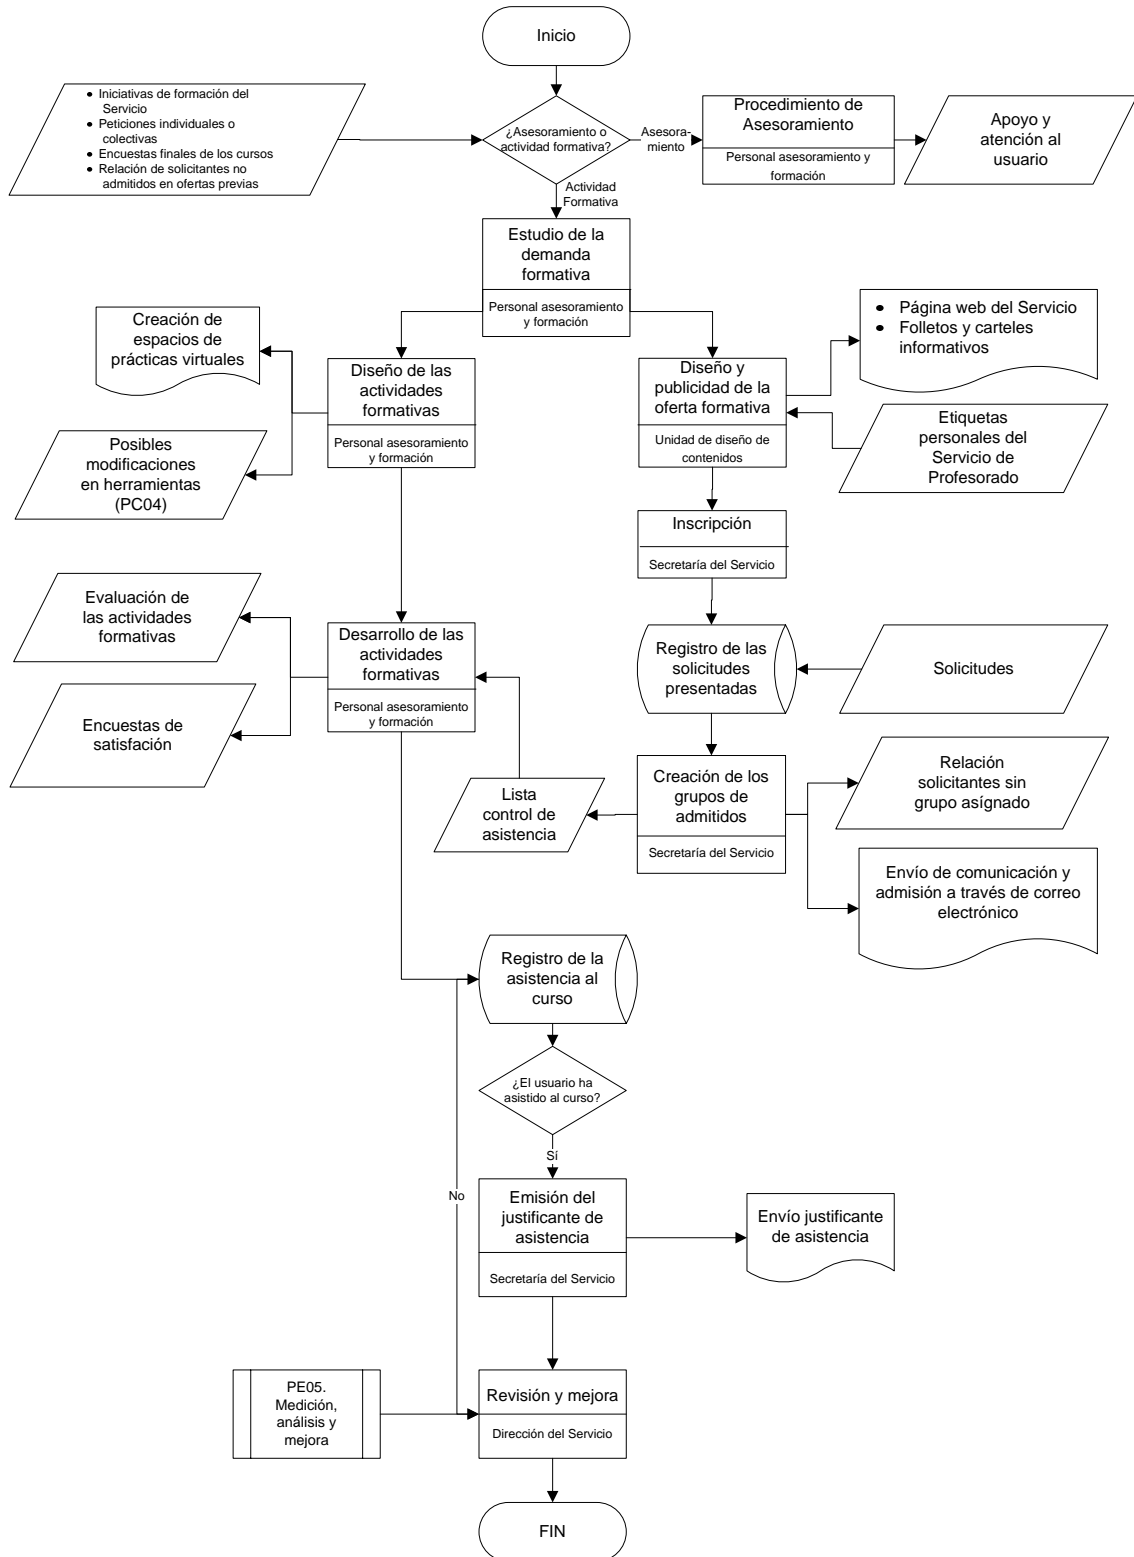 Inicio
• Iniciativas de formación del
Servicio
• Peticiones individuales o
colectivas
• Encuestas finales de los cursos
• Relación de solicitantes no
admitidos en ofertas previas
¿Asesoramiento o
actividad formativa?
Asesora-
miento
Procedimiento de
Asesoramiento
Personal asesoramiento y
formación
Apoyo y
atención al
usuario
Actividad
Formativa
Estudio de la
demanda
formativa
Personal asesoramiento
y formación
Creación de
espacios de
prácticas virtuales
Diseño de las
actividades
formativas
Personal asesoramiento
y formación
Posibles
modificaciones
en herramientas
(PC04)
Diseño y
publicidad de la
oferta formativa
Unidad de diseño de
contenidos
• Página web del Servicio
• Folletos y carteles
informativos
Etiquetas
personales del
Servicio de
Profesorado
Inscripción
Secretaría del Servicio
Evaluación de
las actividades
formativas
Desarrollo de las
actividades
formativas
Personal asesoramiento
y formación
Encuestas de
satisfacción
Registro de las
solicitudes
presentadas
Solicitudes
Lista
control de
asistencia
Creación de los
grupos de
admitidos
Secretaría del Servicio
Relación
solicitantes sin
grupo asígnado
Envío de comunicación y
admisión a través de correo
electrónico
Registro de la
asistencia al
curso
¿El usuario ha
asistido al curso?
Sí
No
Emisión del
justificante de
asistencia
Secretaría del Servicio
Envío justificante
de asistencia
PE05.
Medición,
análisis y
mejora
Revisión y mejora
Dirección del Servicio
FIN